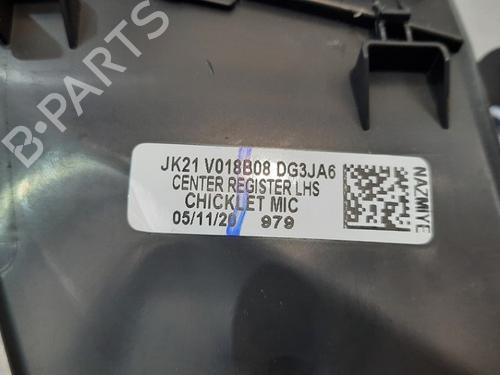 JK21 V018B08 DG3JA6
CENTER REGISTER LHS
CHICKLET MIC
05/11/20 979
NAZMIYE
B-PARTS